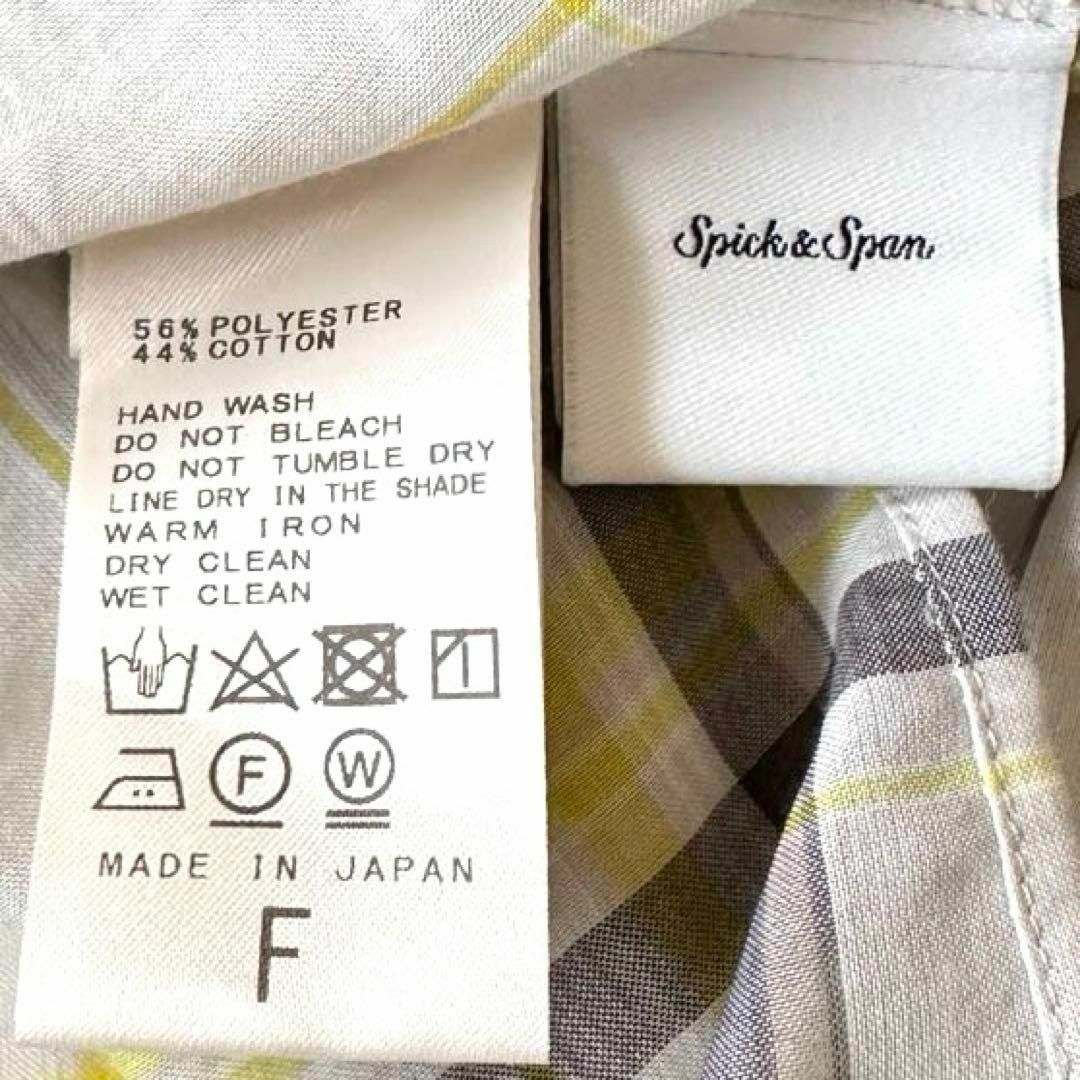 Spick & Span
56% POLYESTER
44% COTTON
HAND WASH
DO NOT BLEACH
DO NOT TUMBLE DRY
LINE DRY IN THE SHADE
WARM IRON
DRY CLEAN
WET CLEAN
F W
MADE IN JAPAN
F